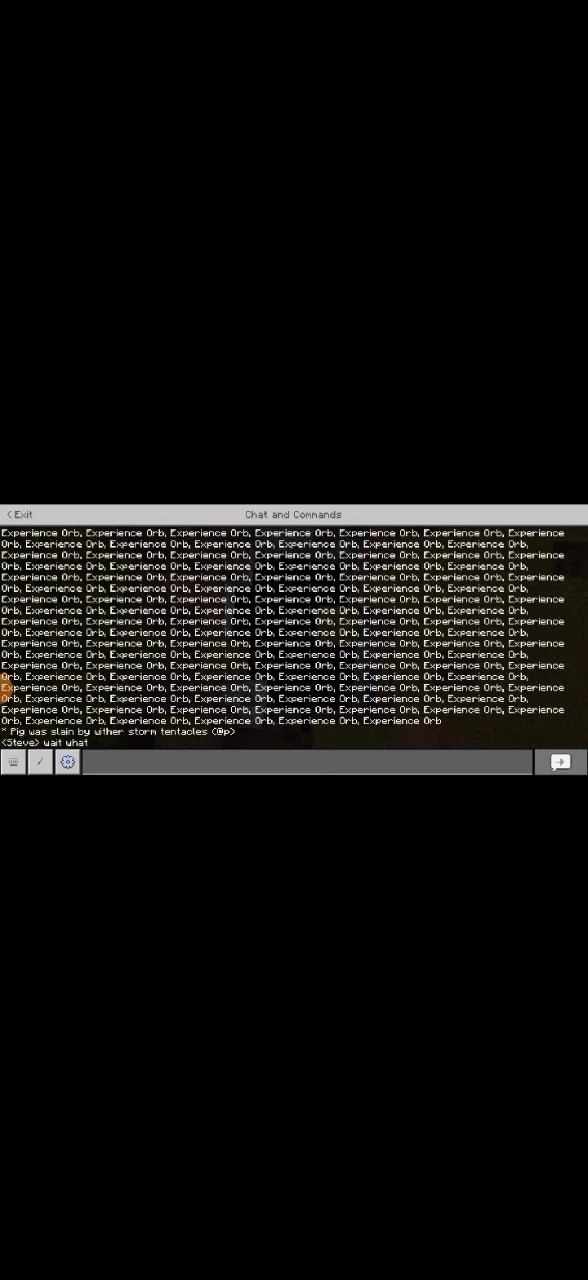 < Exit
Chat and Commands
Experience Orb, Experience Orb, Experience Orb, Experience Orb, Experience Orb, Experience Orb, Experience
Orb, Experience Orb, Experience Orb, Experience Orb, Experience Orb, Experience Orb, Experience Orb,
Experience Orb, Experience Orb, Experience Orb, Experience Orb, Experience Orb, Experience Orb, Experience
Orb, Experience Orb, Experience Orb, Experience Orb, Experience Orb, Experience Orb, Experience Orb,
Experience Orb, Experience Orb, Experience Orb, Experience Orb, Experience Orb, Experience Orb, Experience
Orb, Experience Orb, Experience Orb, Experience Orb, Experience Orb, Experience Orb, Experience Orb,
Experience Orb, Experience Orb, Experience Orb, Experience Orb, Experience Orb, Experience Orb, Experience
Orb, Experience Orb, Experience Orb, Experience Orb, Experience Orb, Experience Orb, Experience Orb,
Experience Orb, Experience Orb, Experience Orb, Experience Orb, Experience Orb, Experience Orb, Experience
Orb, Experience Orb, Experience Orb, Experience Orb, Experience Orb, Experience Orb, Experience Orb,
Experience Orb, Experience Orb, Experience Orb, Experience Orb, Experience Orb, Experience Orb, Experience
Orb, Experience Orb, Experience Orb, Experience Orb, Experience Orb, Experience Orb, Experience Orb,
Experience Orb, Experience Orb, Experience Orb, Experience Orb, Experience Orb, Experience Orb, Experience
Orb, Experience Orb, Experience Orb, Experience Orb, Experience Orb, Experience Orb, Experience Orb,
Experience Orb, Experience Orb, Experience Orb, Experience Orb, Experience Orb, Experience Orb, Experience
Orb, Experience Orb, Experience Orb, Experience Orb, Experience Orb, Experience Orb, Experience Orb,
Experience Orb, Experience Orb, Experience Orb, Experience Orb, Experience Orb, Experience Orb, Experience
Orb, Experience Orb, Experience Orb, Experience Orb, Experience Orb, Experience Orb
* Pig was slain by wither storm tentacles (@p)
<Steve> wait what